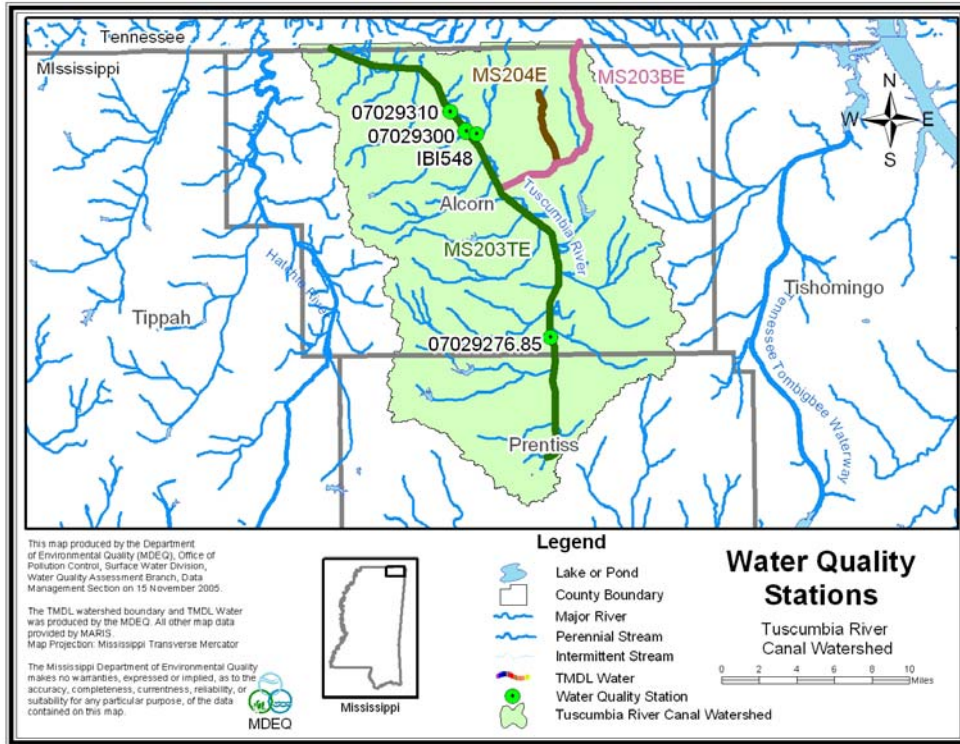 Tennessee
MIssissippi
MS204E
MS203BE
N
W E
S
07029310
07029300
IBI548
Alcorn
Tuscumbia River
MS203TE
Hatchie River
Tippah
Tishomingo
Tennessee Tombigbee Waterway
07029276.85
Prentiss
This map produced by the Department
of Environmental Quality (MDEQ), Office of
Pollution Control, Surface Water Division,
Water Quality Assessment Branch, Data
Management Section on 15 November 2005.
The TMDL watershed boundary and TMDL Water
was produced by the MDEQ. All other map data
provided by MARIS.
Map Projection: Mississippi Transverse Mercator
The Mississippi Department of Environmental Quality
makes no warranties, expressed or implied, as to the
accuracy, completeness, currentness, reliability, or
suitability for any particular purpose, of the data
contained on this map.
MDEQ
Mississippi
Legend
Lake or Pond
County Boundary
Major River
Perennial Stream
Intermittent Stream
TMDL Water
Water Quality Station
Tuscumbia River Canal Watershed
Water Quality
Stations
Tuscumbia River
Canal Watershed
0 2 4 6 8 10
Miles